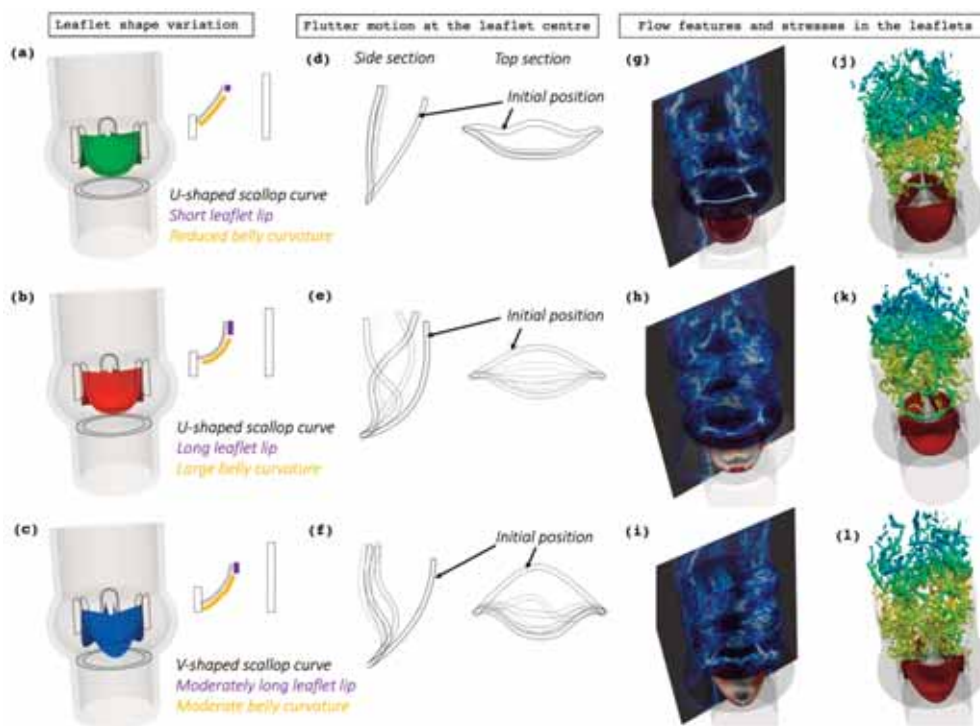 Leaflet shape variation
Flutter motion at the leaflet centre
Flow features and stresses in the leaflets
(a)
U-shaped scallop curve
Short leaflet lip
Reduced belly curvature
(d)
Side section
Top section
Initial position
(g)
(j)
(b)
U-shaped scallop curve
Long leaflet lip
Large belly curvature
(e)
Initial position
(h)
(k)
(c)
V-shaped scallop curve
Moderately long leaflet lip
Moderate belly curvature
(f)
Initial position
(i)
(l)